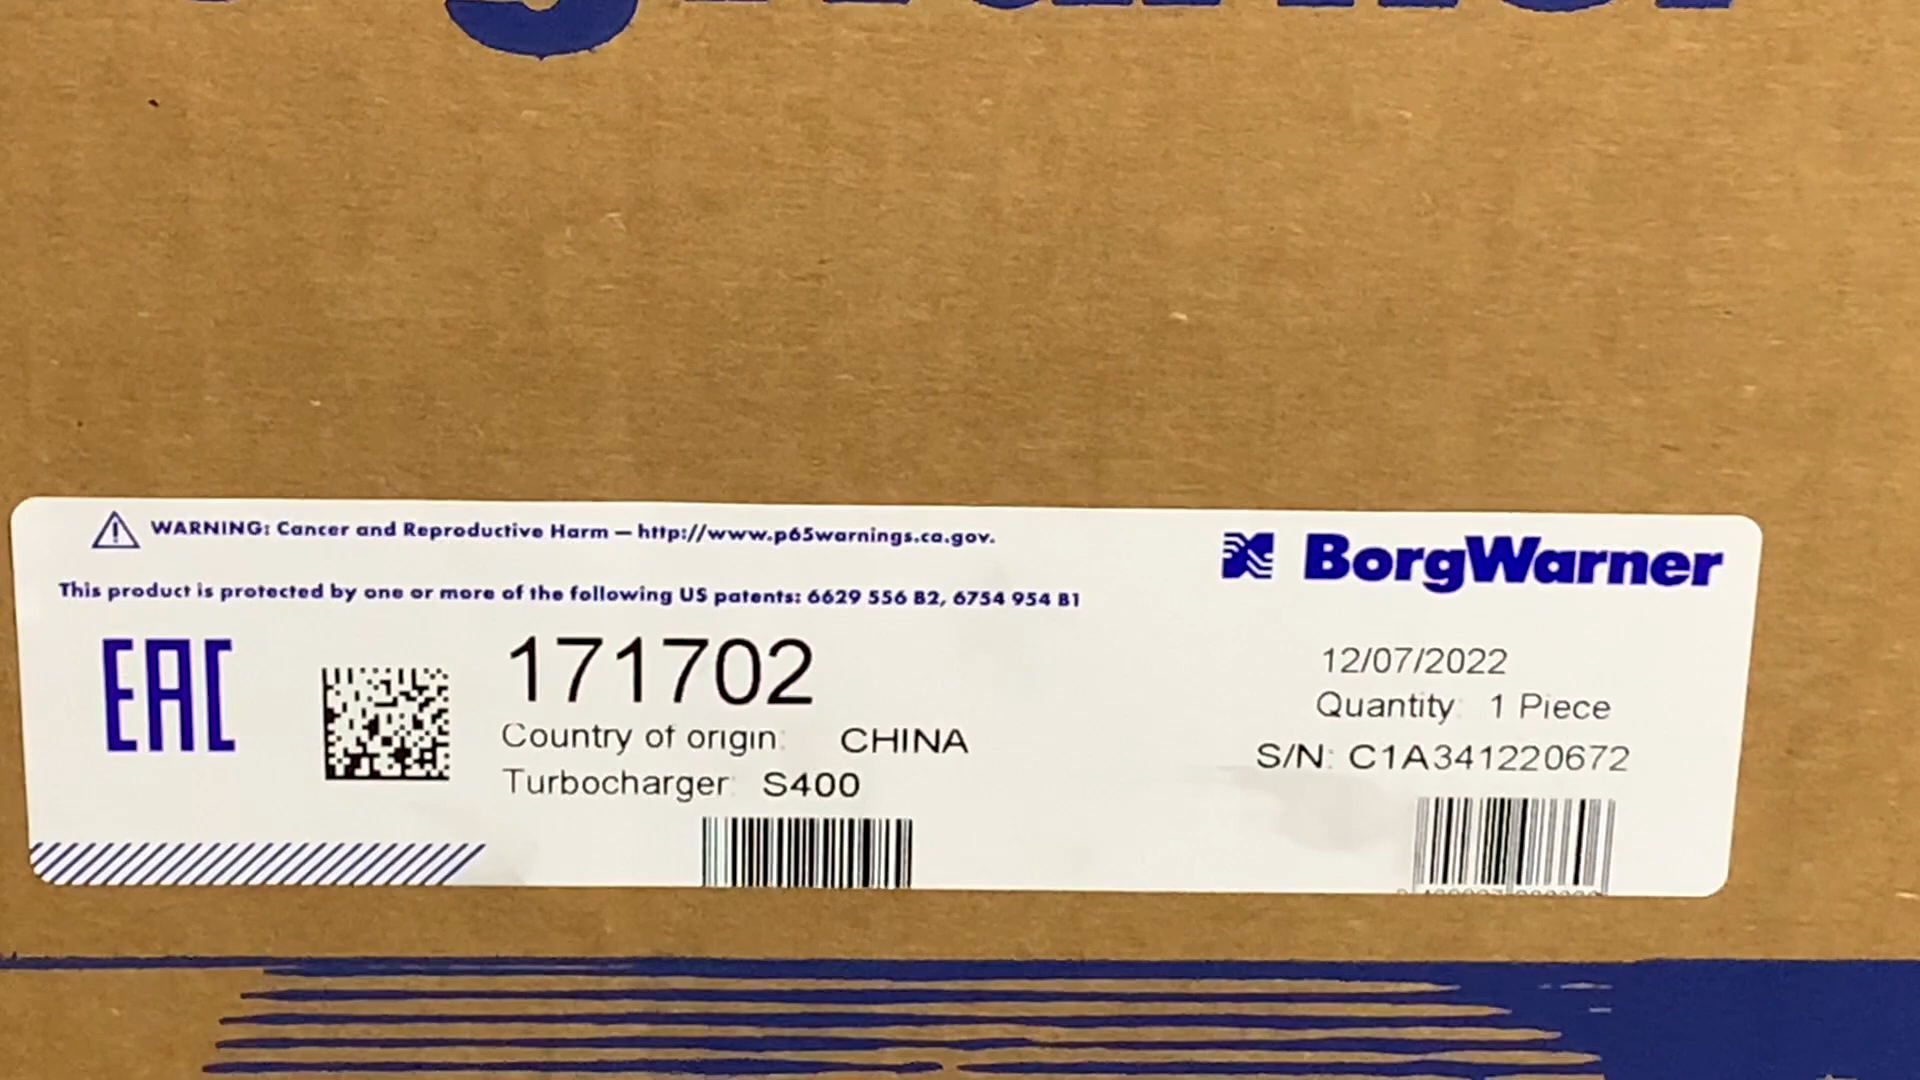 WARNING: Cancer and Reproductive Harm — http://www.p65warnings.ca.gov.
BorgWarner
This product is protected by one or more of the following US patents: 6629 556 B2, 6754 954 B1
EAC
171702
Country of origin: CHINA
Turbocharger: S400
12/07/2022
Quantity: 1 Piece
S/N: C1A341220672